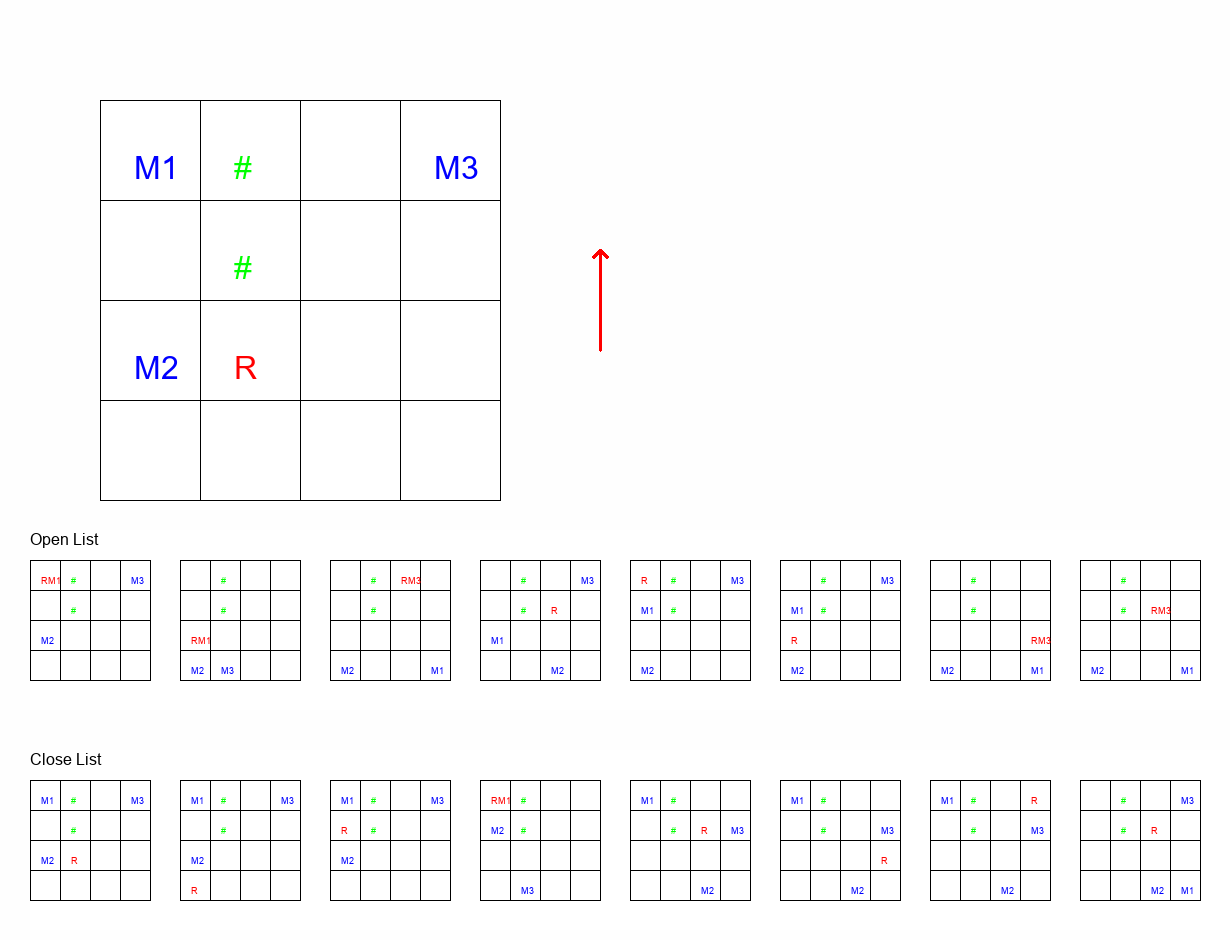 M1 # M3
#
M2 R
Open List
RM1 # M3 # # RM3 # M3 R # M3 # M3 # #
# # # # R M1 # M1 # # # RM3
M2 RM1 M1 R RM3
M2 M3 M2 M1 M2 M2 M2 M2 M1 M2 M1
Close List
M1 # M3 M1 # M3 M1 # M3 RM1 # M1 # M1 # M1 # R # M3
# # R # M2 # # R M3 # M3 # M3 # R
M2 R M2 M2 R
R M3 M2 M2 M2 M2 M1